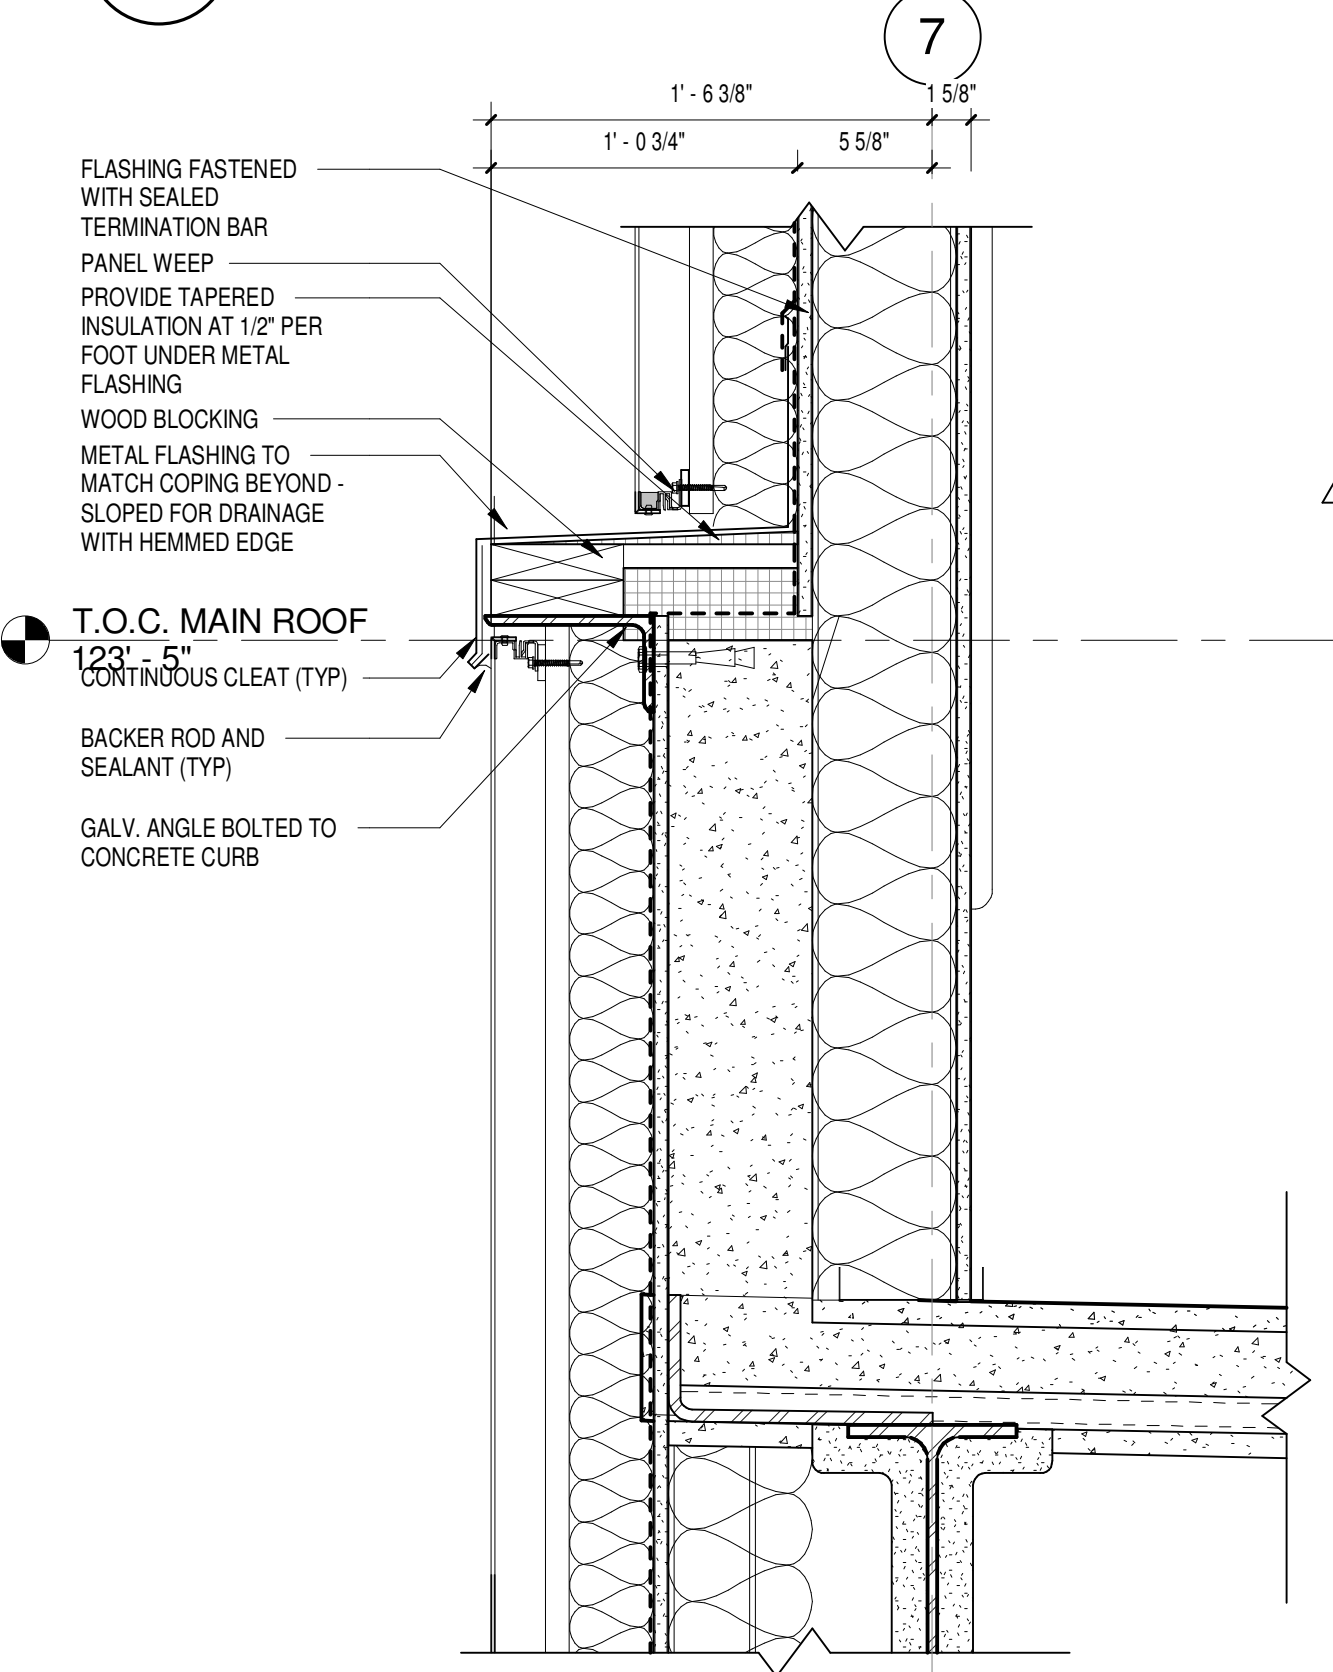 7
1' - 6 3/8"
1 5/8"
1' - 0 3/4"
5 5/8"
FLASHING FASTENED
WITH SEALED
TERMINATION BAR
PANEL WEEP
PROVIDE TAPERED
INSULATION AT 1/2" PER
FOOT UNDER METAL
FLASHING
WOOD BLOCKING
METAL FLASHING TO
MATCH COPING BEYOND -
SLOPED FOR DRAINAGE
WITH HEMMED EDGE
T.O.C. MAIN ROOF
123' - 5"
CONTINUOUS CLEAT (TYP)
BACKER ROD AND
SEALANT (TYP)
GALV. ANGLE BOLTED TO
CONCRETE CURB